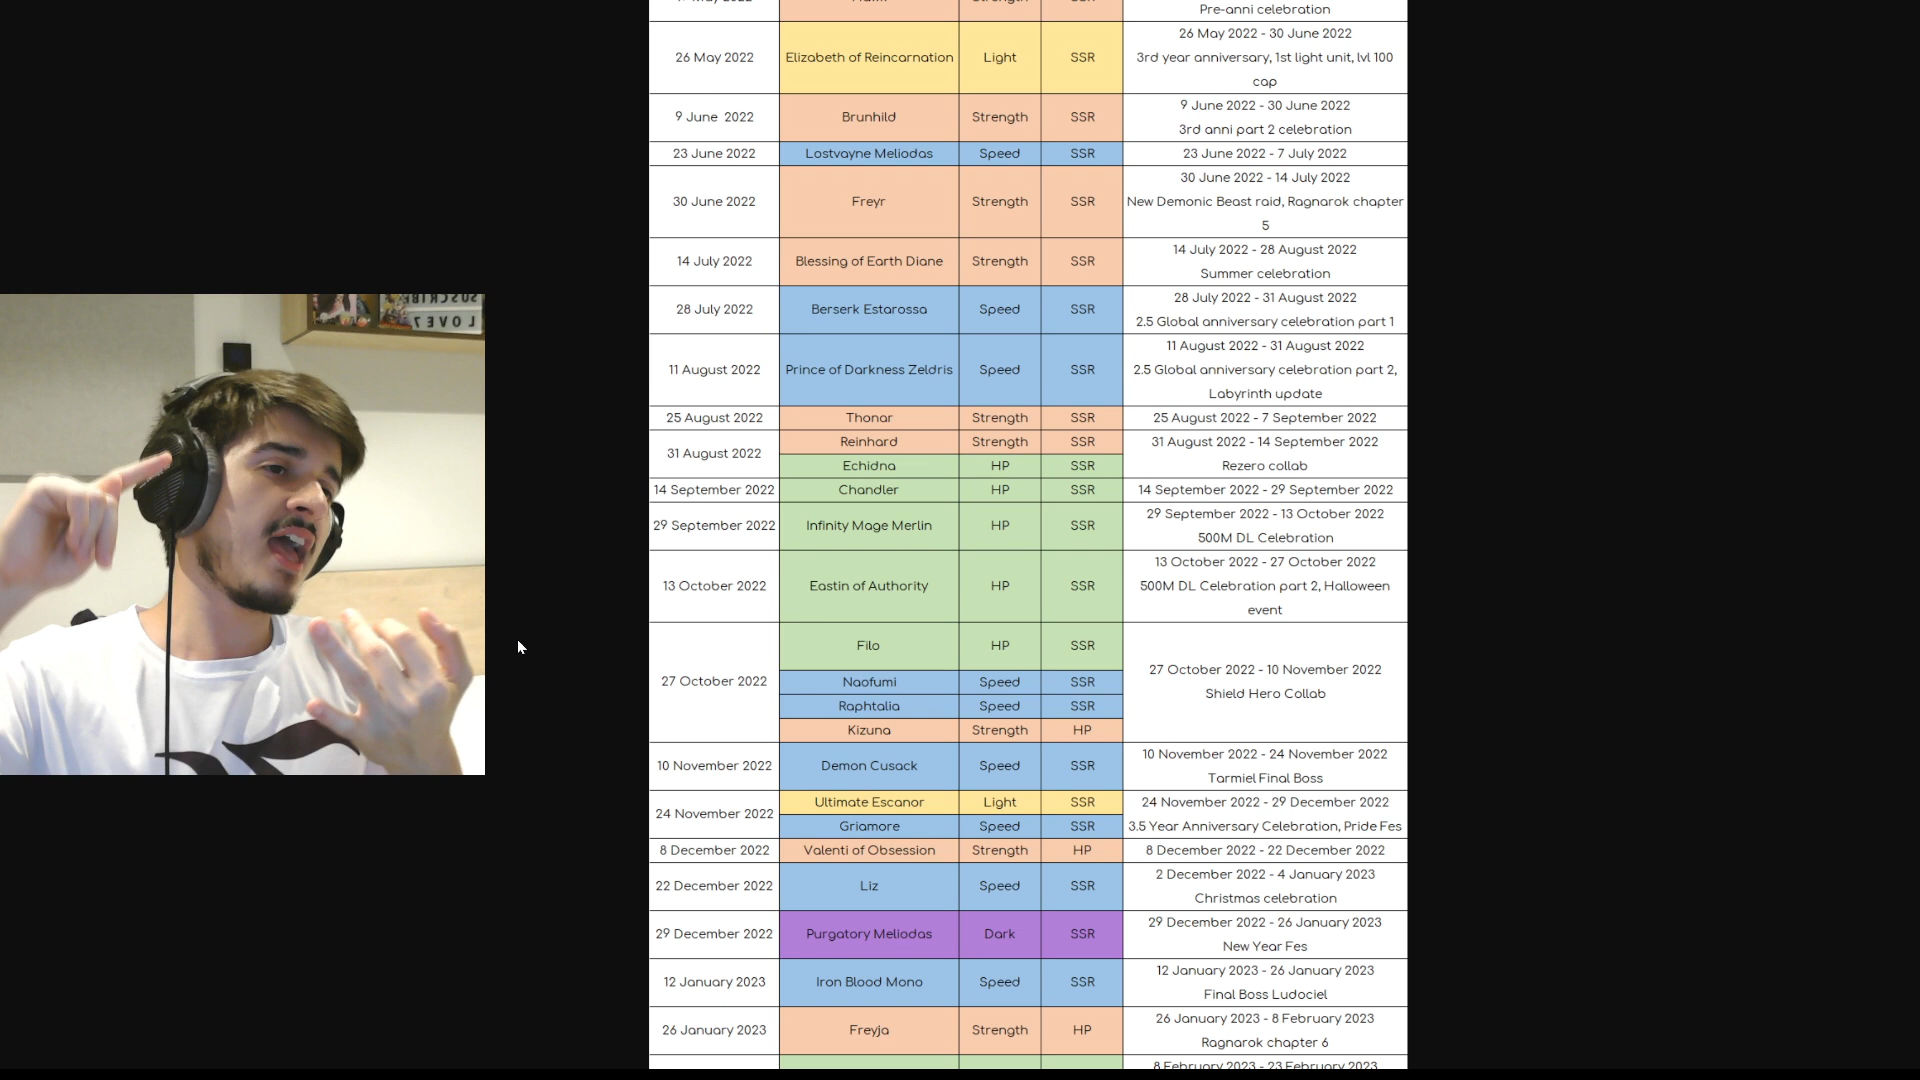 Pre-anni celebration
26 May 2022 Elizabeth of Reincarnation Light SSR 26 May 2022 - 30 June 2022
3rd year anniversary, 1st light unit, lvl 100
cap
9 June 2022 Brunhild Strength SSR 9 June 2022 - 30 June 2022
3rd anni part 2 celebration
23 June 2022 Lostvayne Meliodas Speed SSR 23 June 2022 - 7 July 2022
30 June 2022 Freyr Strength SSR 30 June 2022 - 14 July 2022
New Demonic Beast raid, Ragnarok chapter
5
14 July 2022 Blessing of Earth Diane Strength SSR 14 July 2022 - 28 August 2022
Summer celebration
28 July 2022 Berserk Estarossa Speed SSR 28 July 2022 - 31 August 2022
2.5 Global anniversary celebration part 1
11 August 2022 Prince of Darkness Zeldris Speed SSR 11 August 2022 - 31 August 2022
2.5 Global anniversary celebration part 2,
Labyrinth update
25 August 2022 Thonar Strength SSR 25 August 2022 - 7 September 2022
31 August 2022 Reinhard Strength SSR 31 August 2022 - 14 September 2022
Echidna HP SSR Rezero collab
14 September 2022 Chandler HP SSR 14 September 2022 - 29 September 2022
29 September 2022 Infinity Mage Merlin HP SSR 29 September 2022 - 13 October 2022
500M DL Celebration
13 October 2022 Eastin of Authority HP SSR 13 October 2022 - 27 October 2022
500M DL Celebration part 2, Halloween
event
27 October 2022 Filo HP SSR 27 October 2022 - 10 November 2022
Naofumi Speed SSR Shield Hero Collab
Raphtalia Speed SSR
Kizuna Strength HP
10 November 2022 Demon Cusack Speed SSR 10 November 2022 - 24 November 2022
Tarmiel Final Boss
24 November 2022 Ultimate Escanor Light SSR 24 November 2022 - 29 December 2022
Griamore Speed SSR 3.5 Year Anniversary Celebration, Pride Fes
8 December 2022 Valenti of Obsession Strength HP 8 December 2022 - 22 December 2022
22 December 2022 Liz Speed SSR 2 December 2022 - 4 January 2023
Christmas celebration
29 December 2022 Purgatory Meliodas Dark SSR 29 December 2022 - 26 January 2023
New Year Fes
12 January 2023 Iron Blood Mono Speed SSR 12 January 2023 - 26 January 2023
Final Boss Ludociel
26 January 2023 Freyja Strength HP 26 January 2023 - 8 February 2023
Ragnarok chapter 6
8 February 2023 - 23 February 2023